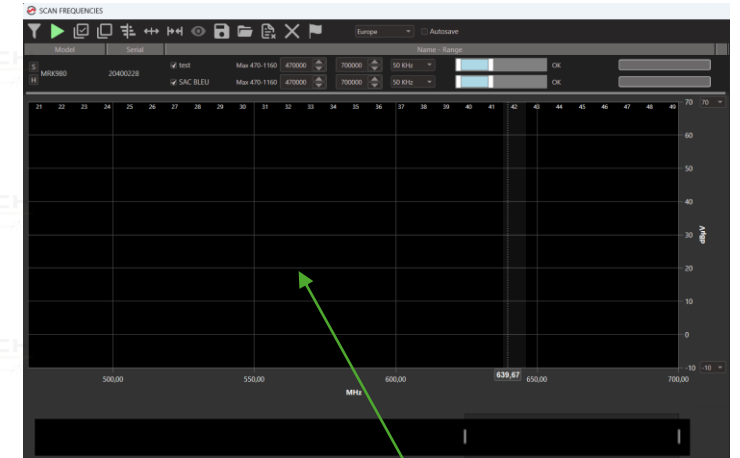 SCAN FREQUENCIES
Europe Autosave
Model Serial Name - Range
S test Max 470-1160 470000 700000 50 KHz OK
MRK980 20400228
H SAC BLEU Max 470-1160 470000 700000 50 KHz OK
21 22 23 24 25 26 27 28 29 30 31 32 33 34 35 36 37 38 39 40 41 42 43 44 45 46 47 48 49 70 70
60
50
40
30
dBµV
20
10
0
-10 -10
500,00 550,00 600,00 639,67 650,00 700,00
MHz